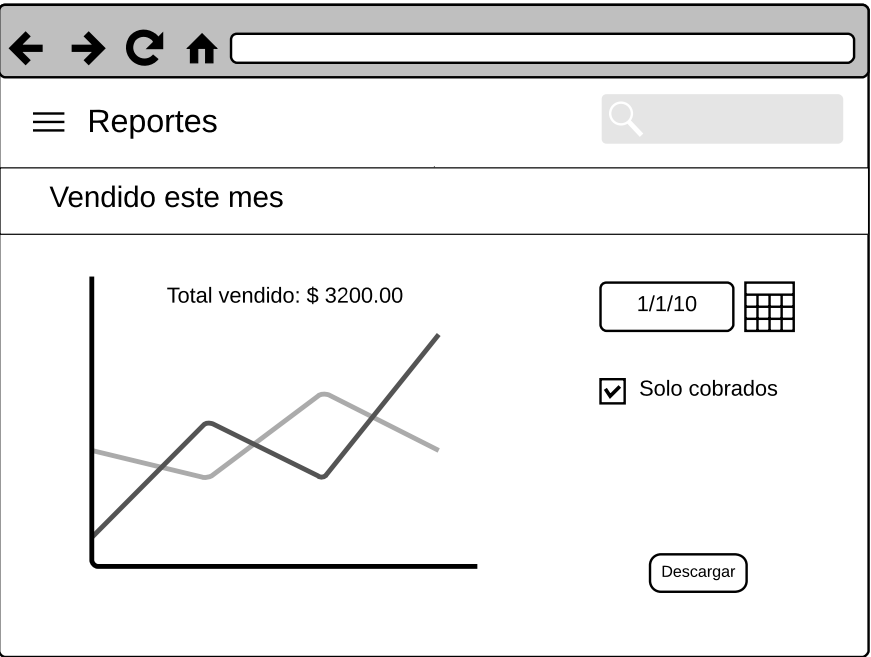 Reportes
Vendido este mes
Total vendido: $ 3200.00
1/1/10
Solo cobrados
Descargar